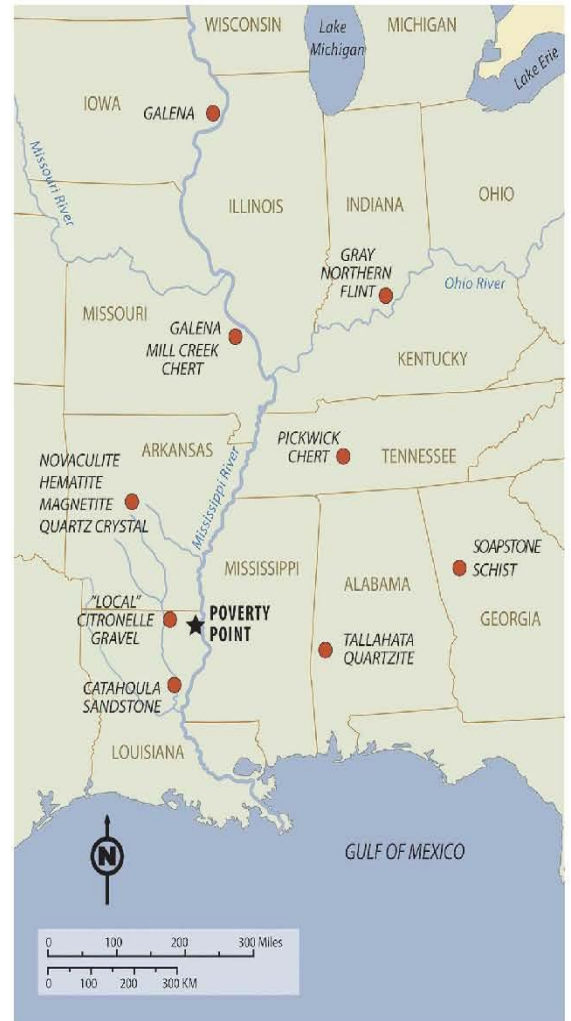 WISCONSIN
Lake
Michigan
MICHIGAN
Lake Erie
IOWA
GALENA
Missouri River
ILLINOIS
INDIANA
OHIO
GRAY
NORTHERN
FLINT
Ohio River
MISSOURI
GALENA
MILL CREEK
CHERT
KENTUCKY
ARKANSAS
PICKWICK
CHERT
TENNESSEE
NOVACULITE
HEMATITE
MAGNETITE
QUARTZ CRYSTAL
Mississippi River
MISSISSIPPI
ALABAMA
SOAPSTONE
SCHIST
GEORGIA
"LOCAL"
CITRONELLE
GRAVEL
POVERTY
POINT
TALLAHATA
QUARTZITE
CATAHOULA
SANDSTONE
LOUISIANA
N
GULF OF MEXICO
0 100 200 300 Miles
0 100 200 300 KM